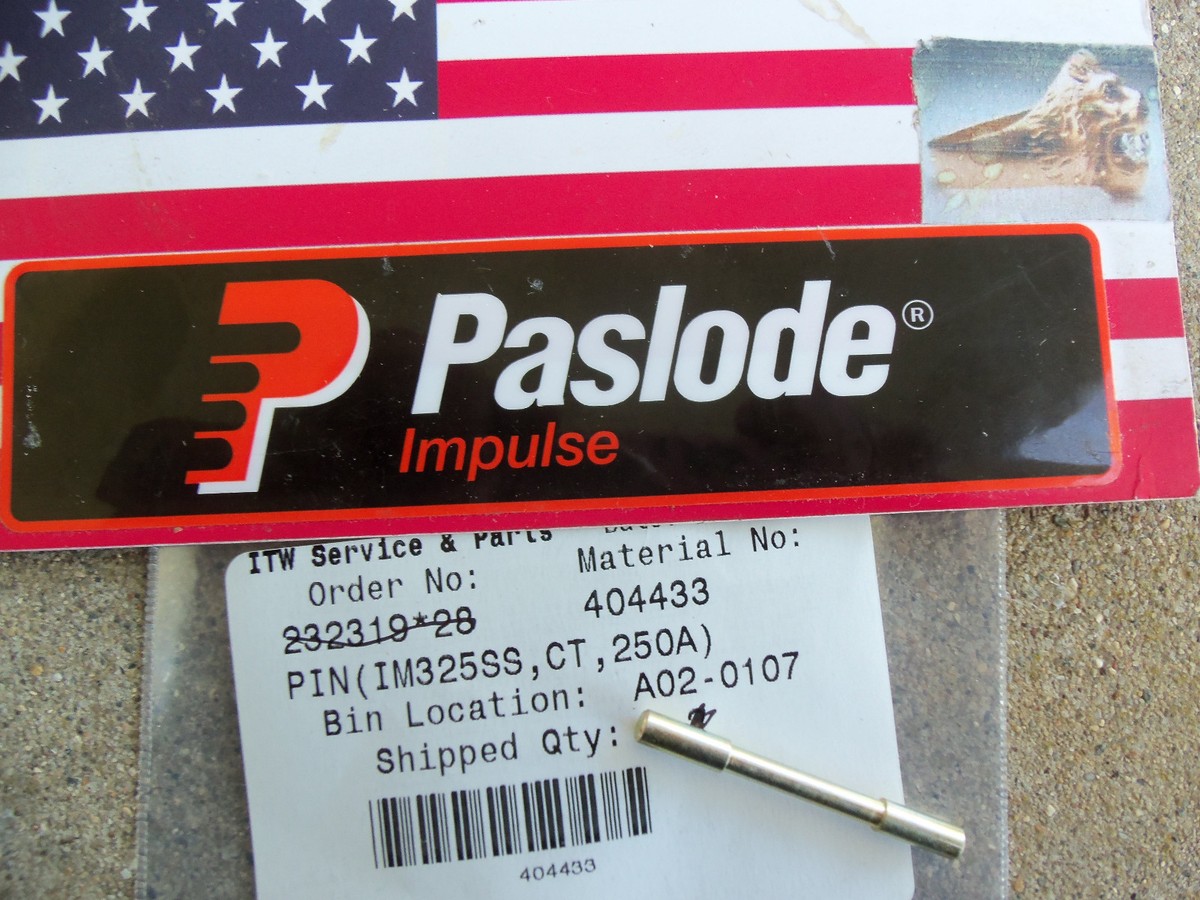 Paslode®
Impulse
ITW Service & Parts
Order No:
Material No:
232319*28
404433
PIN(IM325SS,CT,250A)
Bin Location: A02-0107
Shipped Qty:
404433